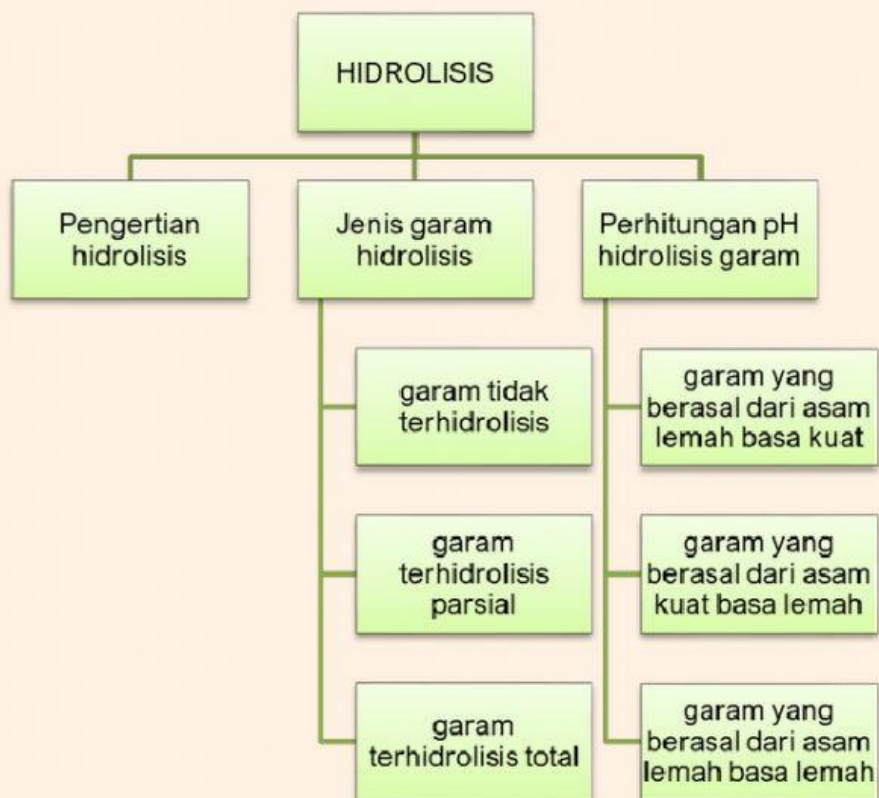 HIDROLISIS
Pengertian
hidrolisis
Jenis garam
hidrolisis
Perhitungan pH
hidrolisis garam
garam tidak
terhidrolisis
garam
terhidrolisis
parsial
garam
terhidrolisis total
garam yang
berasal dari asam
lemah basa kuat
garam yang
berasal dari asam
kuat basa lemah
garam yang
berasal dari asam
lemah basa lemah